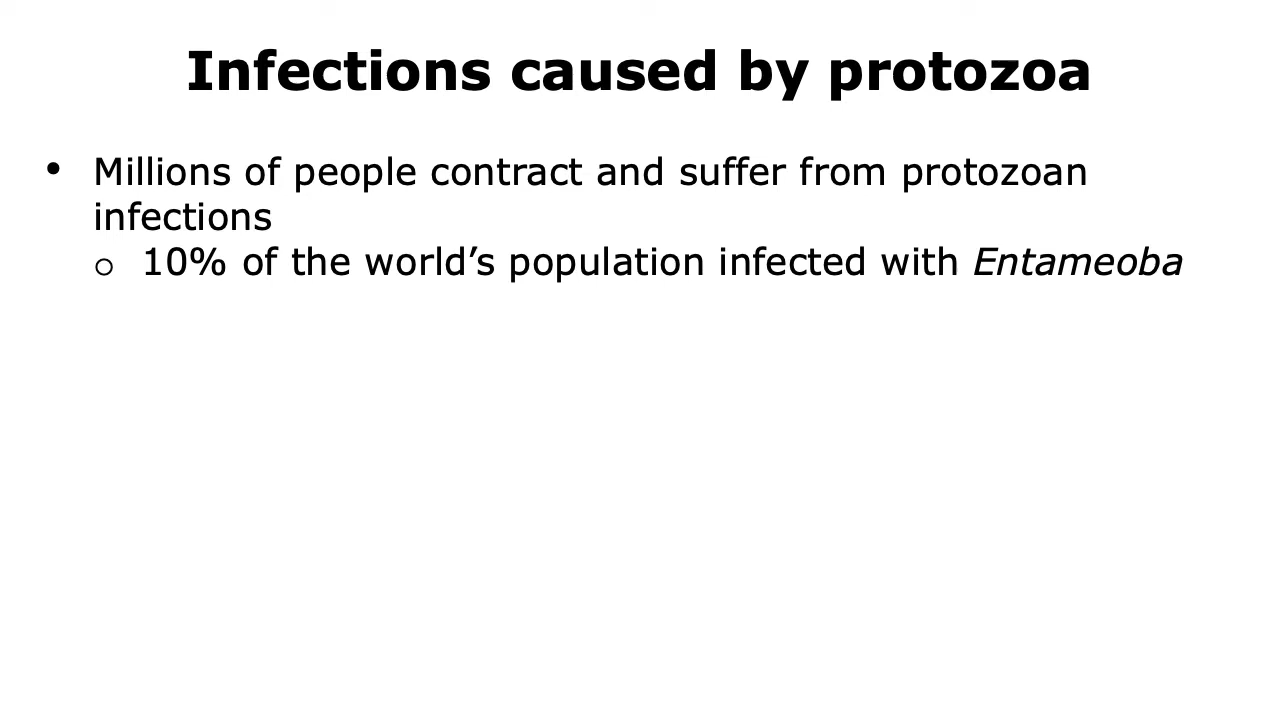 Infections caused by protozoa
• Millions of people contract and suffer from protozoan
infections
o 10% of the world’s population infected with Entameoba